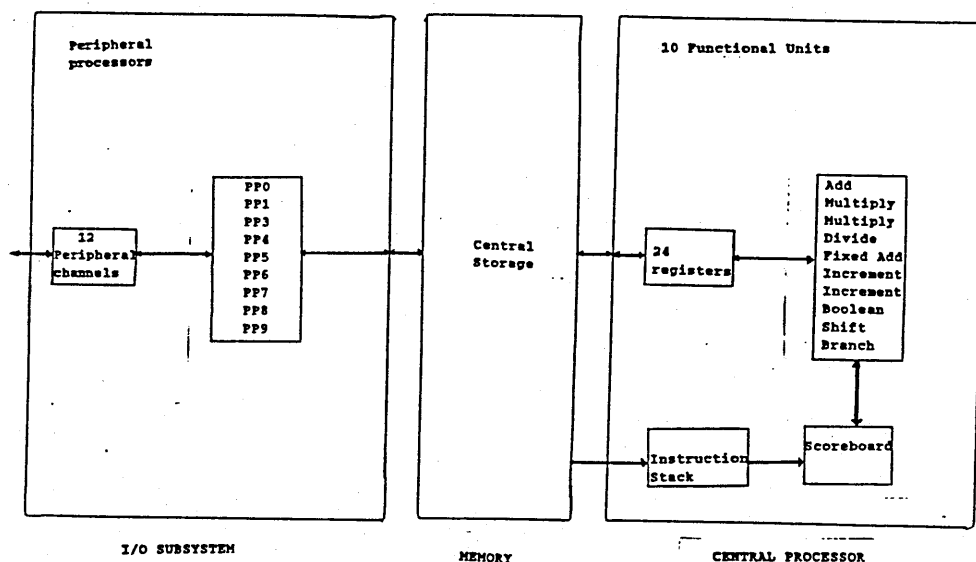 Peripheral
processors
10 Functional Units
PP0
PP1
PP3
PP4
PP5
PP6
PP7
PP8
PP9
12
Peripheral
channels
Central
Storage
24
registers
Add
Multiply
Multiply
Divide
Fixed Add
Increment
Increment
Boolean
Shift
Branch
Instruction
Stack
Scoreboard
I/O SUBSYSTEM
MEMORY
CENTRAL PROCESSOR